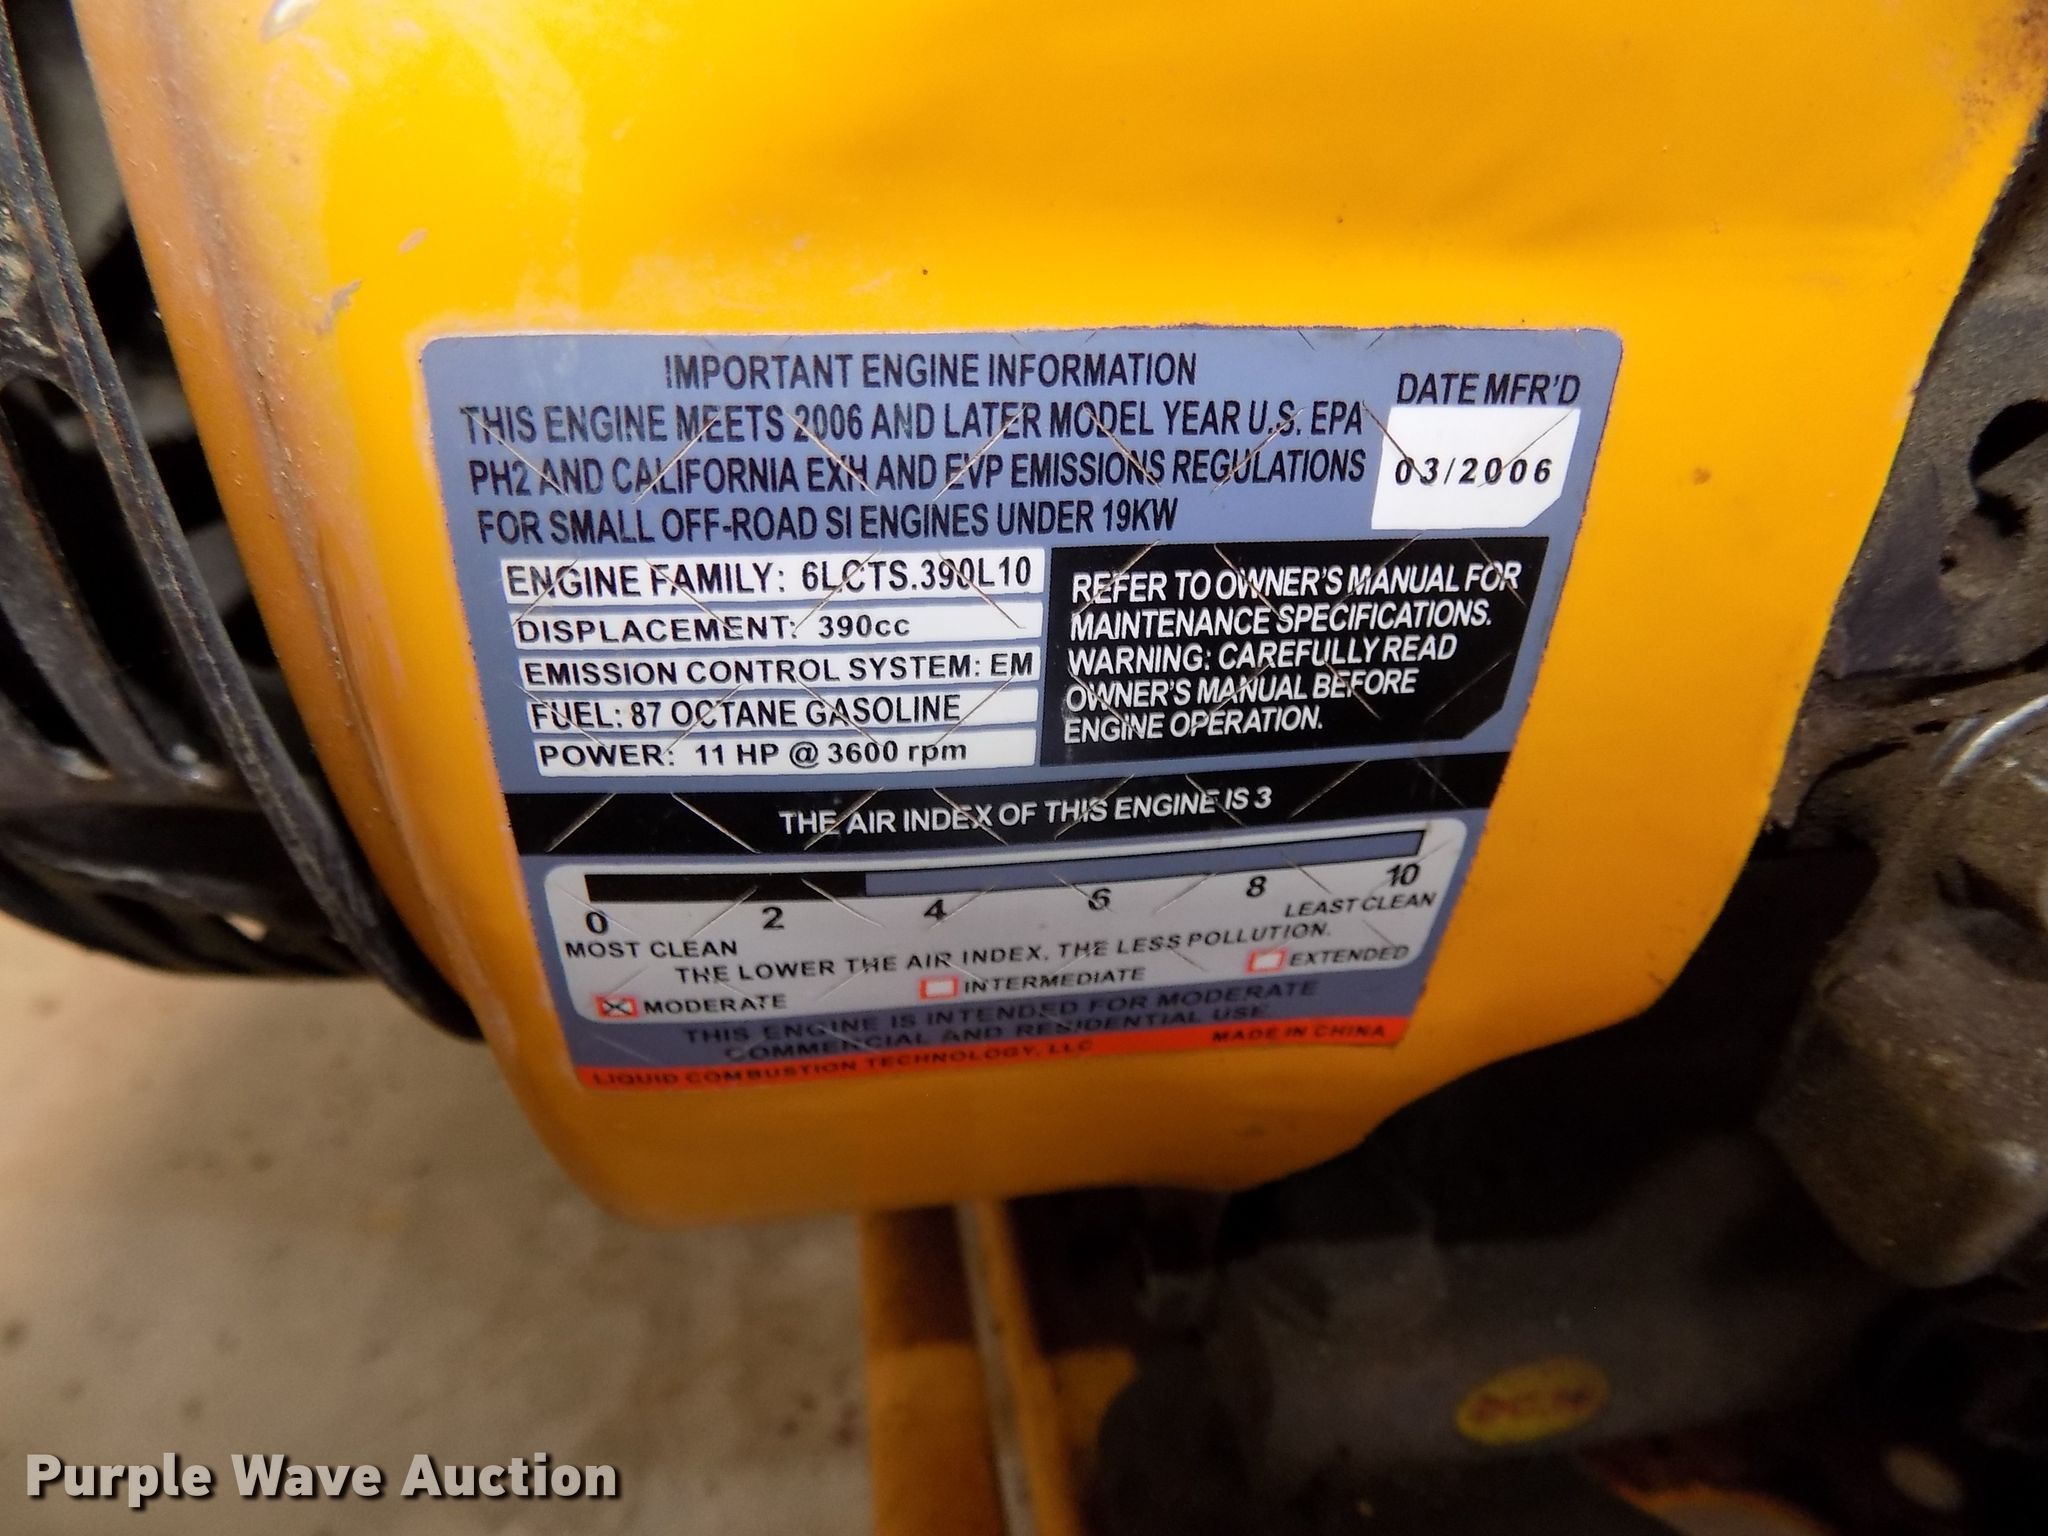 IMPORTANT ENGINE INFORMATION
THIS ENGINE MEETS 2006 AND LATER MODEL YEAR U.S. EPA
PH2 AND CALIFORNIA EXH AND EVP EMISSIONS REGULATIONS
FOR SMALL OFF-ROAD SI ENGINES UNDER 19KW
DATE MFR'D
03/2006
ENGINE FAMILY: 6LCTS.390L10
DISPLACEMENT: 390cc
EMISSION CONTROL SYSTEM: EM
FUEL: 87 OCTANE GASOLINE
POWER: 11 HP @ 3600 rpm
REFER TO OWNER'S MANUAL FOR
MAINTENANCE SPECIFICATIONS.
WARNING: CAREFULLY READ
OWNER'S MANUAL BEFORE
ENGINE OPERATION.
THE AIR INDEX OF THIS ENGINE IS 3
0 2 4 6 8 10
MOST CLEAN LEAST CLEAN
THE LOWER THE AIR INDEX, THE LESS POLLUTION.
MODERATE INTERMEDIATE EXTENDED
THIS ENGINE IS INTENDED FOR MODERATE
COMMERCIAL AND RESIDENTIAL USE.
LIQUID COMBUSTION TECHNOLOGY, LLC MADE IN CHINA
Purple Wave Auction